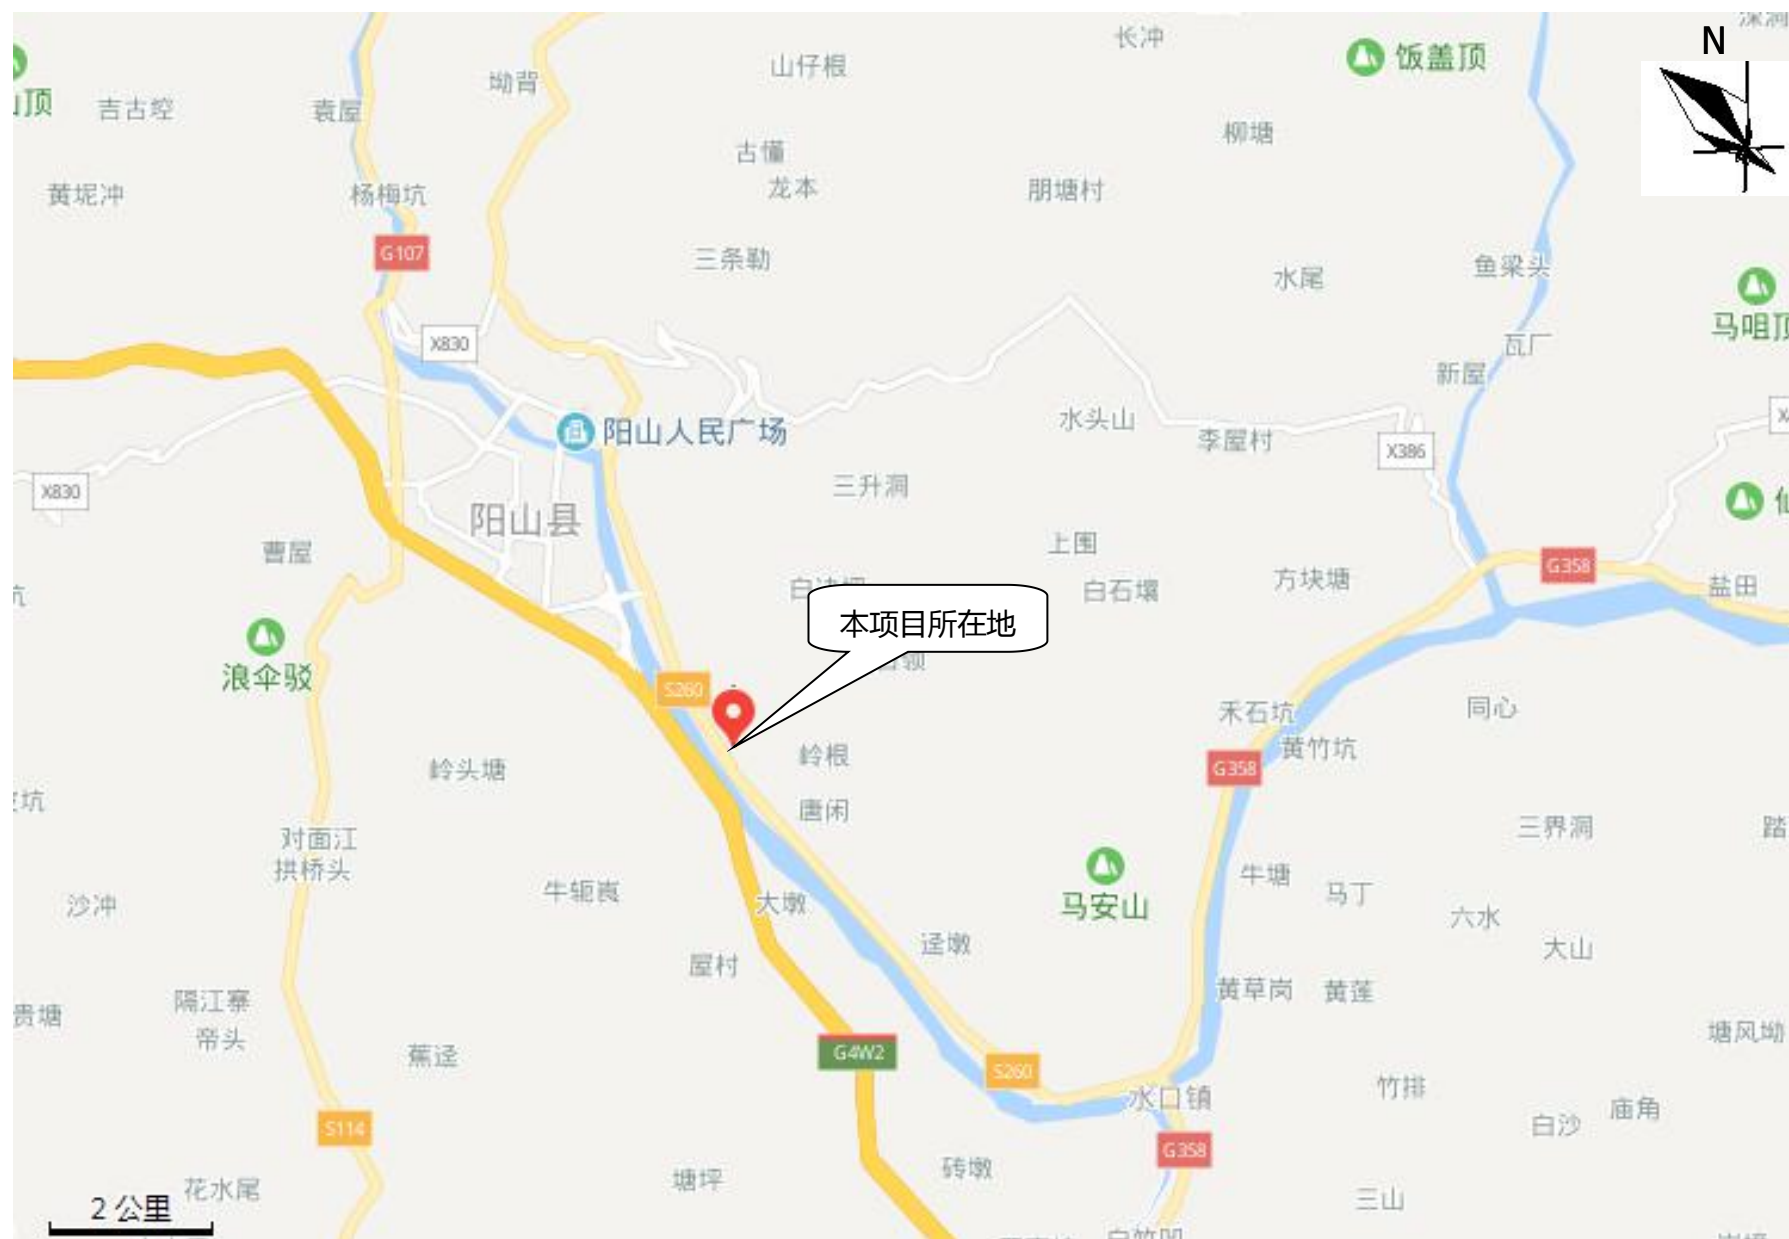 长冲
饭盖顶
N
坳背
山仔根
吉古崆
袁屋
柳塘
古懂
龙本
黄坭冲
杨梅坑
朋塘村
G107
三条勒
水尾
鱼梁头
马咀顶
X830
瓦厂
新屋
阳山人民广场
水头山
李屋村
X386
X830
三升洞
阳山县
上围
曹屋
G358
方块塘
白石壤
盐田
本项目所在地
浪伞驳
S260
禾石坑
同心
黄竹坑
岭根
岭头塘
G358
唐闲
对面江
拱桥头
三界洞
踏
牛轭峎
大墩
马安山
牛塘
马丁
沙冲
六水
迳墩
大山
屋村
隔江寨
黄草岗
黄莲
贵塘
帝头
塘风坳
蕉迳
G4W2
S260
水口镇
竹排
S114
白沙
庙角
G358
砖墩
塘坪
花水尾
三山
2 公里